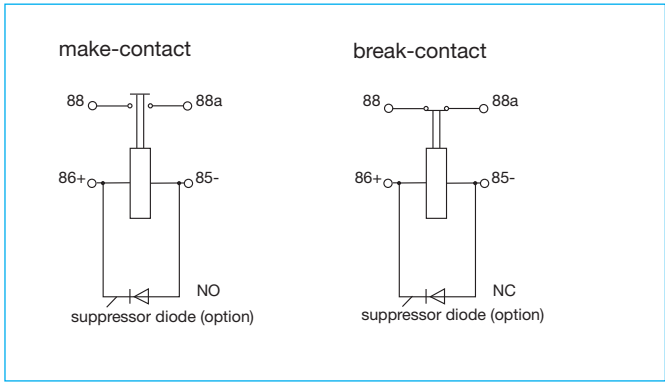 make-contact
88
88a
86+
85-
NO
suppressor diode (option)
break-contact
88
88a
86+
85-
NC
suppressor diode (option)